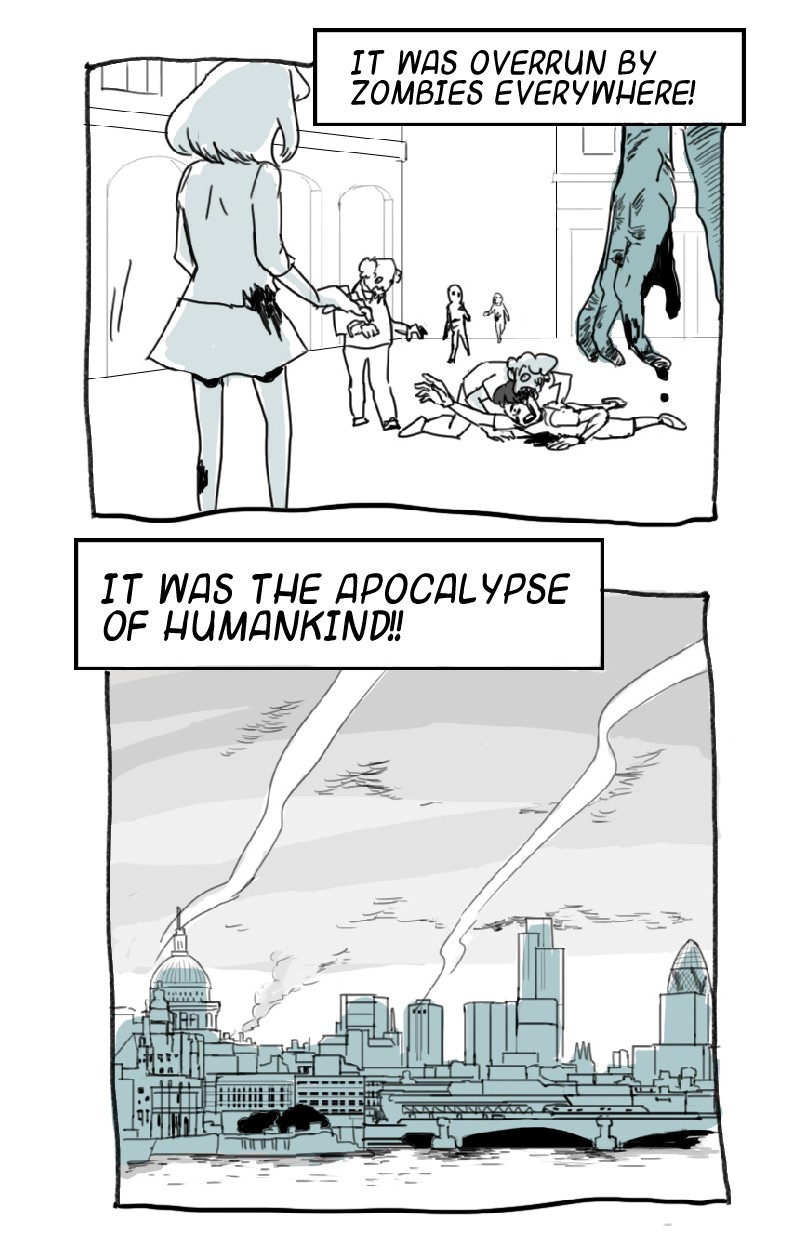 IT WAS OVERRUN BY
ZOMBIES EVERYWHERE!
IT WAS THE APOCALYPSE
OF HUMANKIND!!